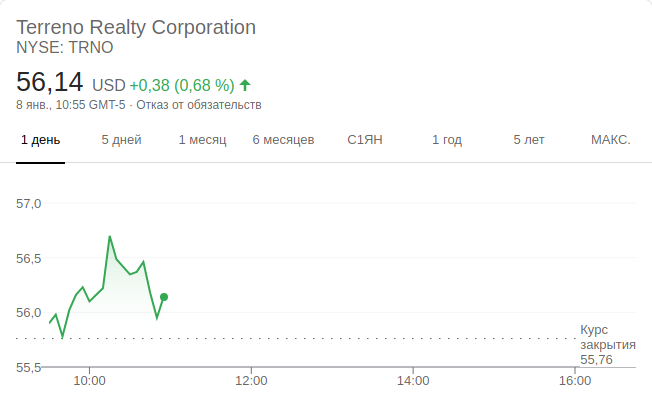 Terreno Realty Corporation
NYSE: TRNO
56,14 USD +0,38 (0,68 %)
8 янв., 10:55 GMT-5 · Отказ от обязательств
1 день 5 дней 1 месяц 6 месяцев С1ЯН 1 год 5 лет МАКС.
57,0
56,5
56,0
Курс
закрытия
55,76
55,5
10:00 12:00 14:00 16:00